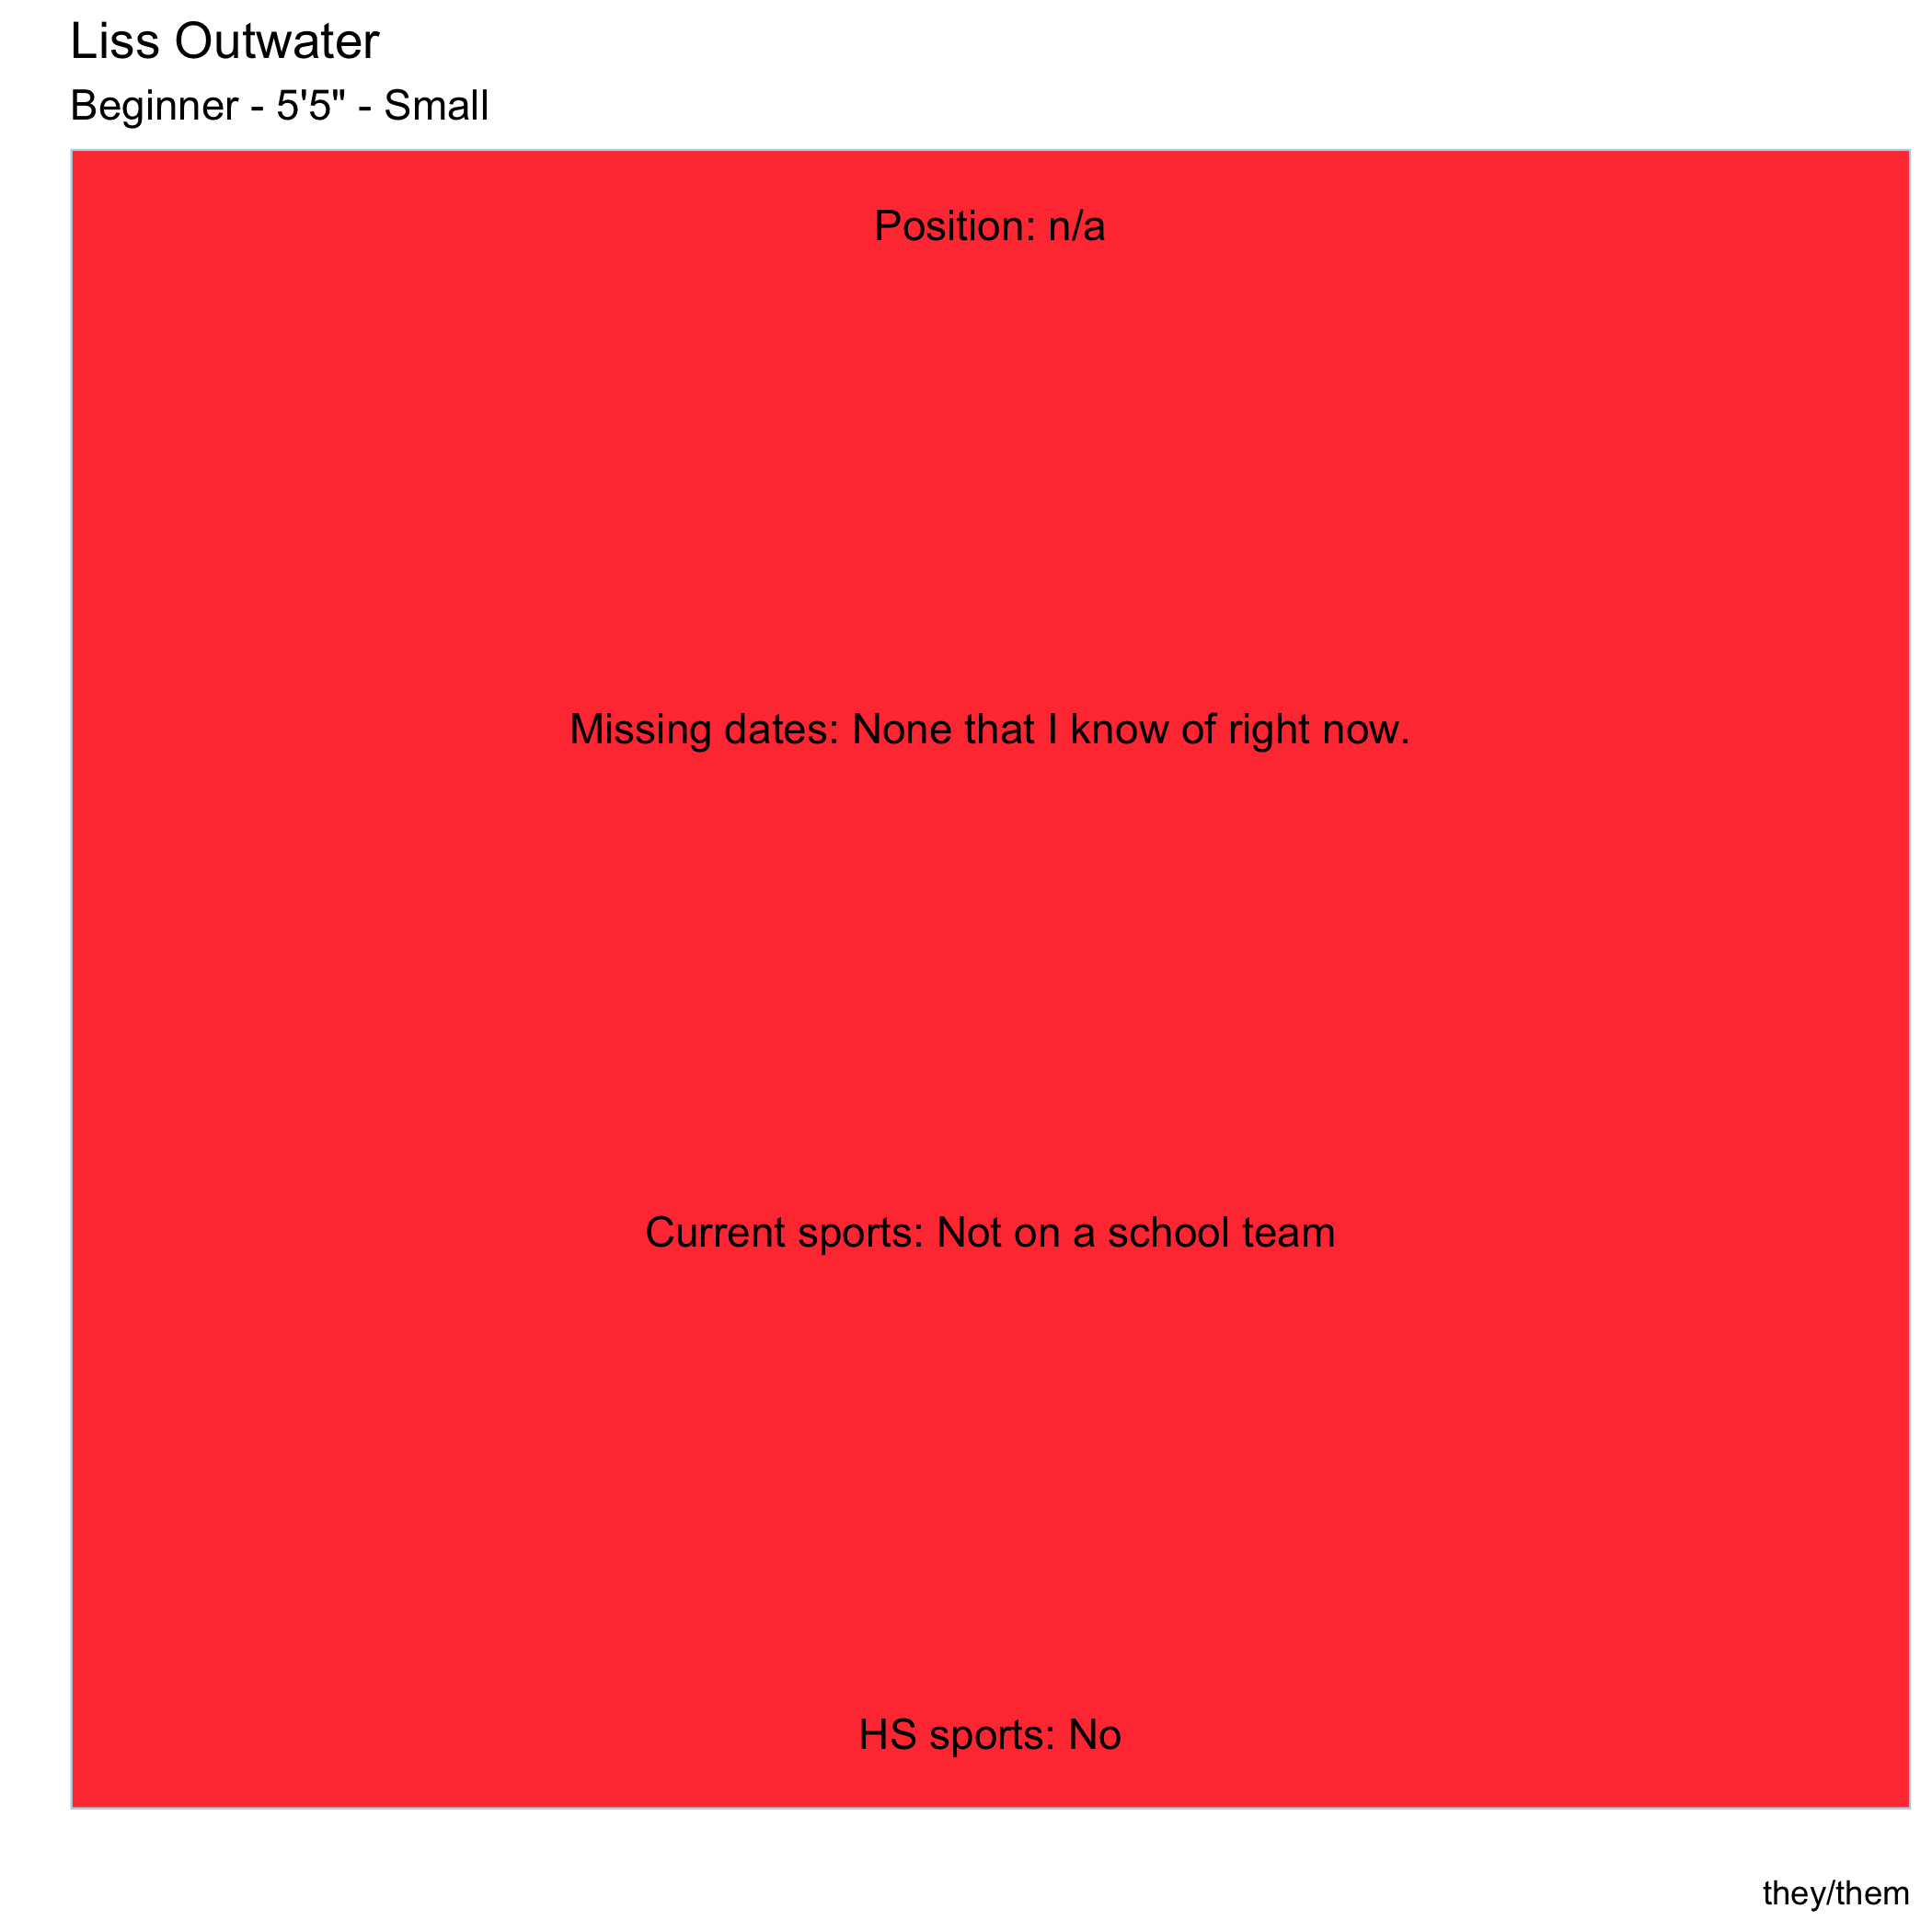 Liss Outwater
Beginner - 5'5" - Small
Position: n/a
Missing dates: None that I know of right now.
Current sports: Not on a school team
HS sports: No
they/them